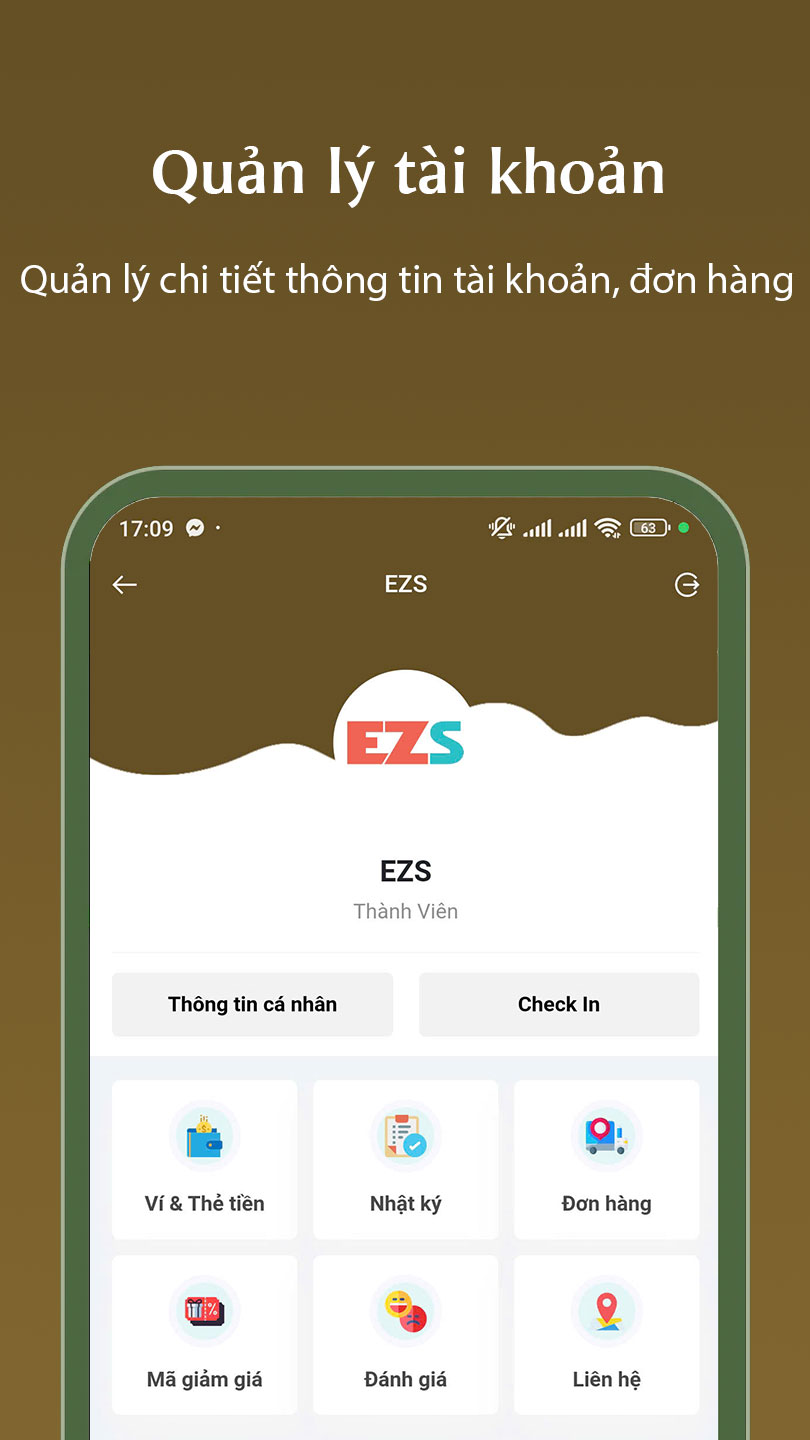 Quản lý tài khoản
Quản lý chi tiết thông tin tài khoản, đơn hàng
17:09
63
EZS
EZS
EZS
Thành Viên
Thông tin cá nhân
Check In
Ví & Thẻ tiền
Nhật ký
Đơn hàng
Mã giảm giá
Đánh giá
Liên hệ